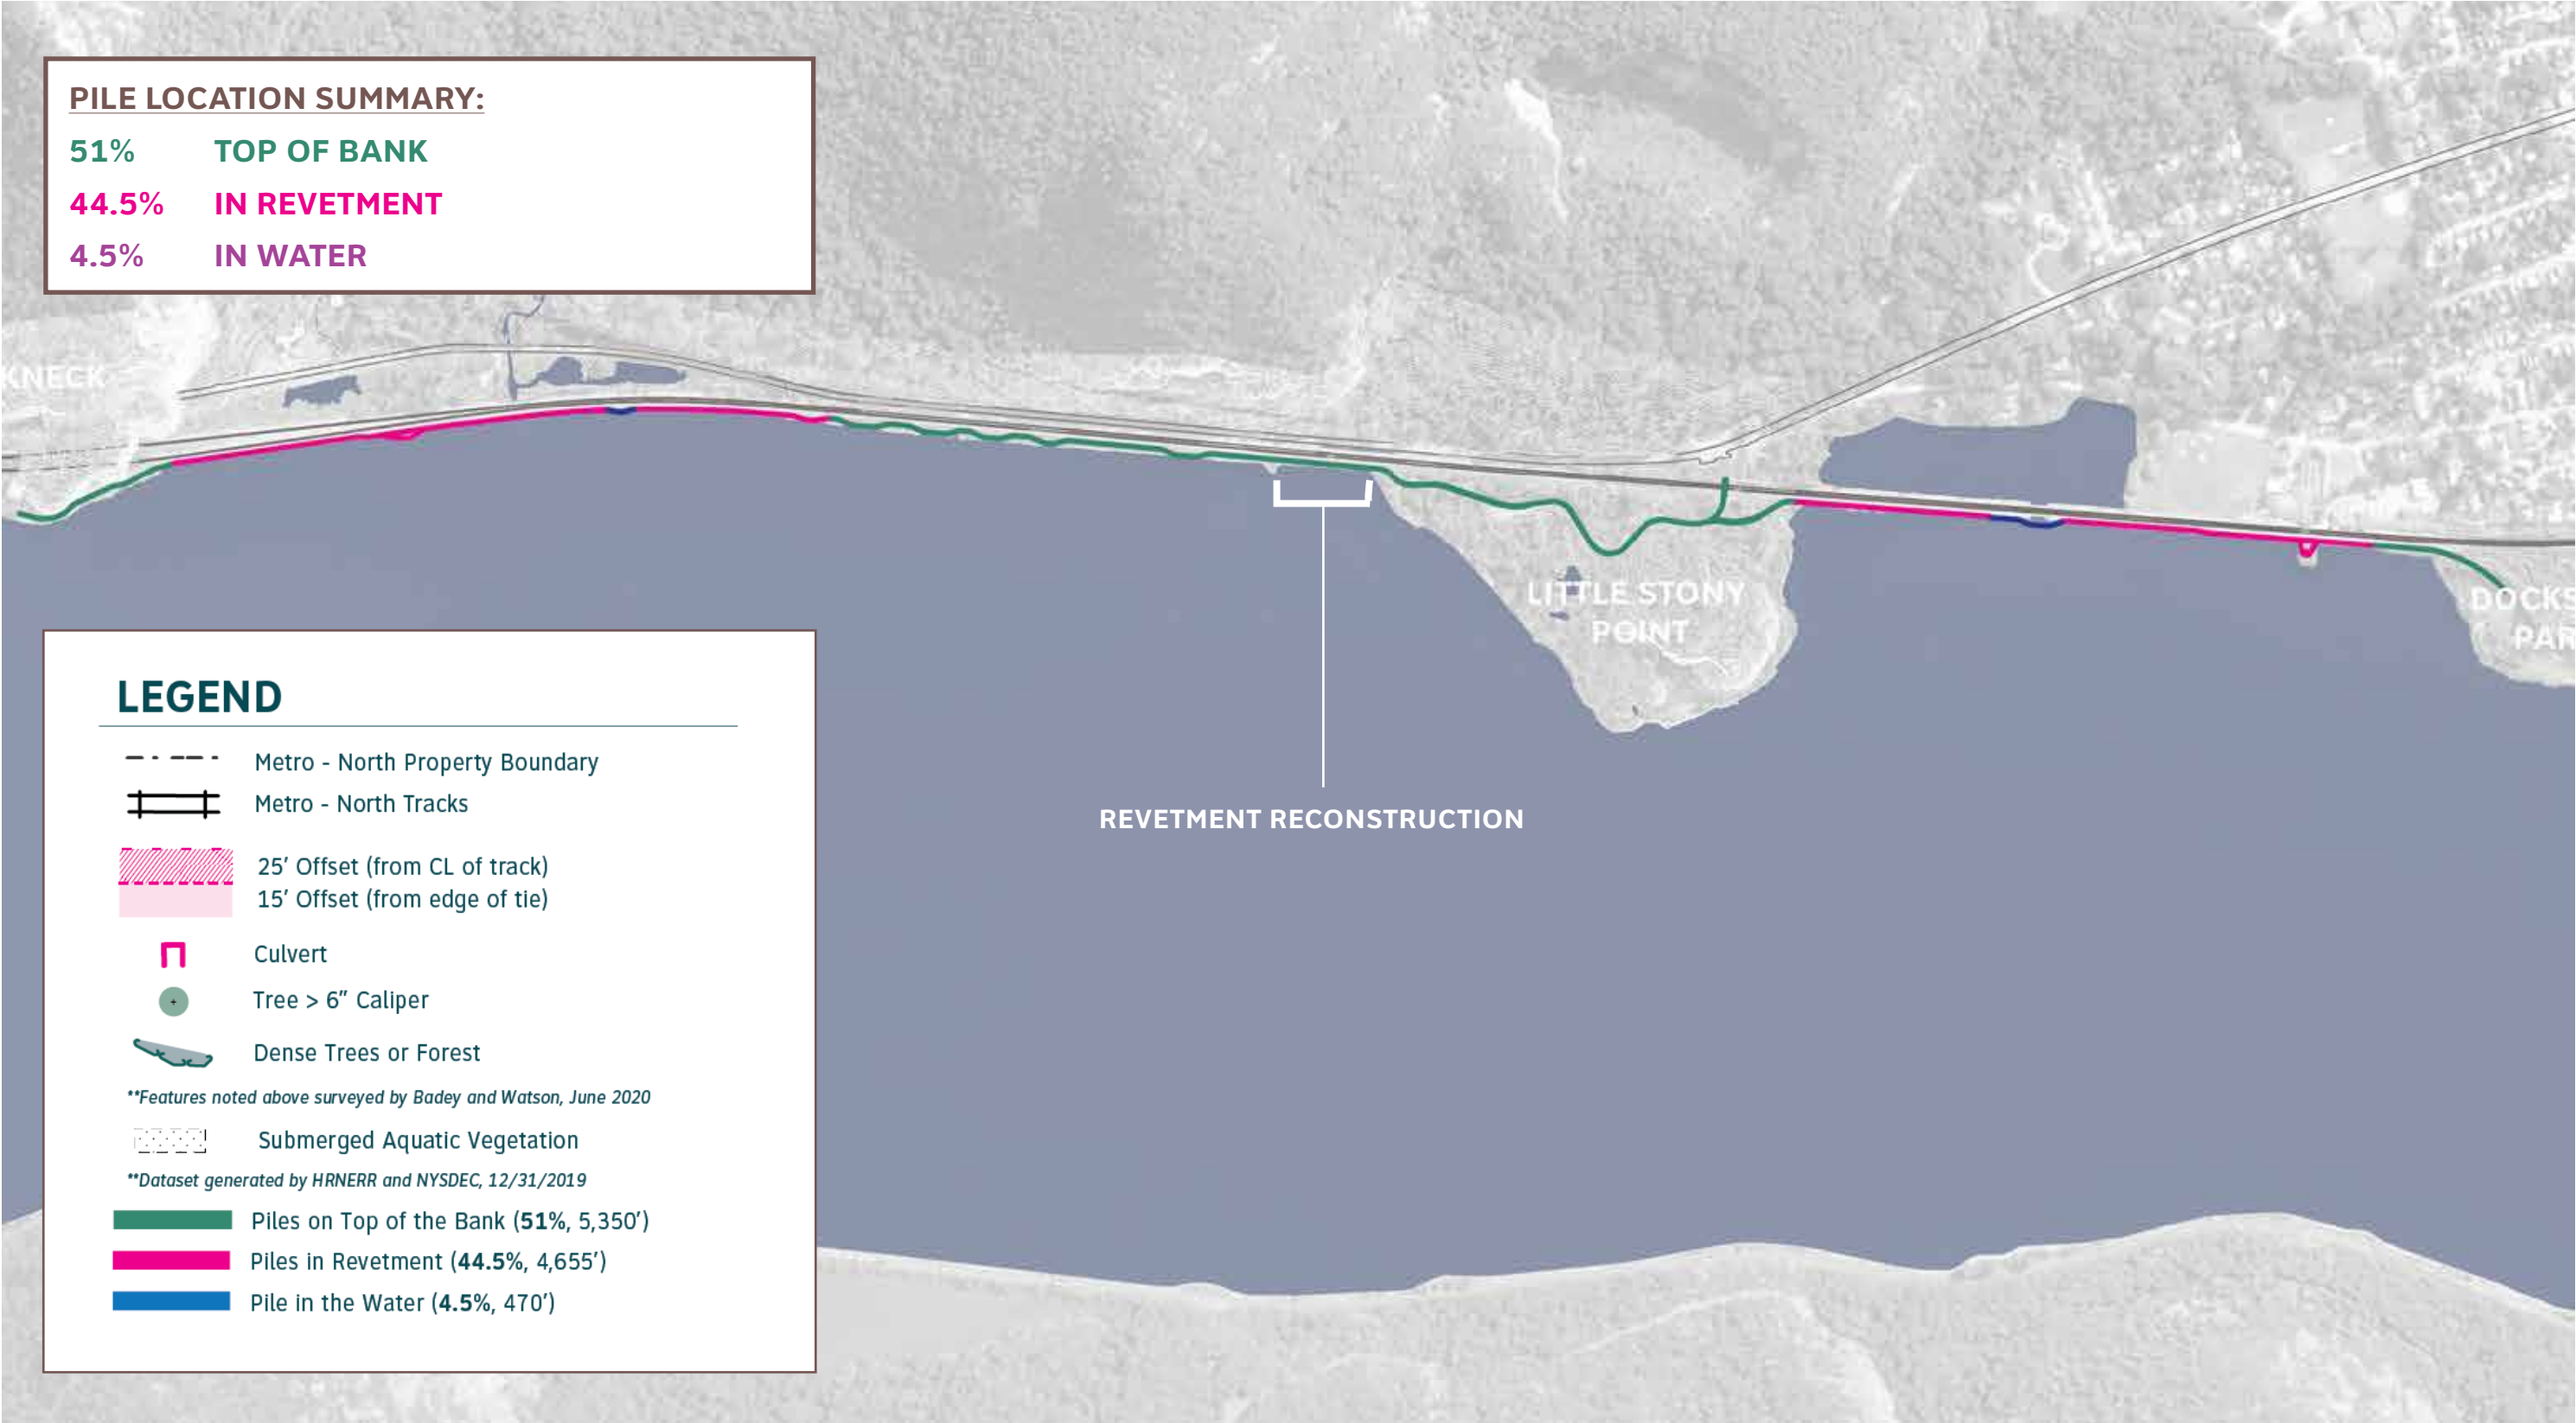 PILE LOCATION SUMMARY:
51% TOP OF BANK
44.5% IN REVETMENT
4.5% IN WATER
KNECK
LITTLE STONY
POINT
DOCKS
PAR
REVETMENT RECONSTRUCTION
LEGEND
Metro - North Property Boundary
Metro - North Tracks
25′ Offset (from CL of track)
15′ Offset (from edge of tie)
Culvert
Tree > 6″ Caliper
Dense Trees or Forest
**Features noted above surveyed by Badey and Watson, June 2020
Submerged Aquatic Vegetation
**Dataset generated by HRNERR and NYSDEC, 12/31/2019
Piles on Top of the Bank (51%, 5,350′)
Piles in Revetment (44.5%, 4,655′)
Pile in the Water (4.5%, 470′)